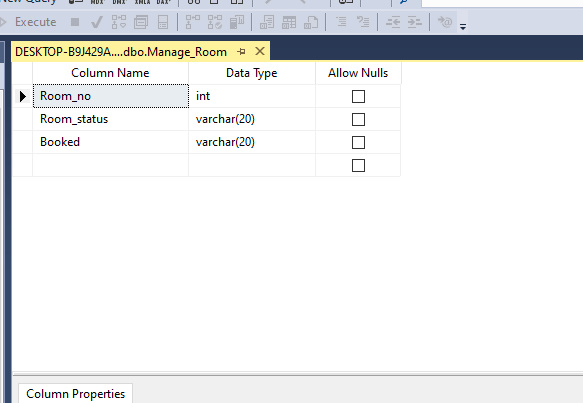 New Query
MDX DMX XMLA DAX
Execute
DESKTOP-B9J429A....dbo.Manage_Room
Column Name Data Type Allow Nulls
Room_no int
Room_status varchar(20)
Booked varchar(20)
Column Properties